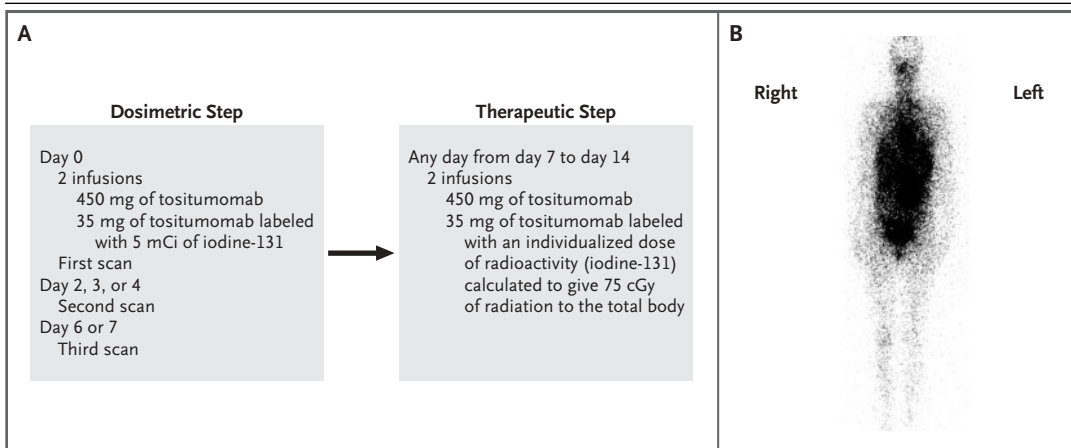 A
Dosimetric Step
Day 0
2 infusions
450 mg of tositumomab
35 mg of tositumomab labeled
with 5 mCi of iodine-131
First scan
Day 2, 3, or 4
Second scan
Day 6 or 7
Third scan
Therapeutic Step
Any day from day 7 to day 14
2 infusions
450 mg of tositumomab
35 mg of tositumomab labeled
with an individualized dose
of radioactivity (iodine-131)
calculated to give 75 cGy
of radiation to the total body
B
Right
Left